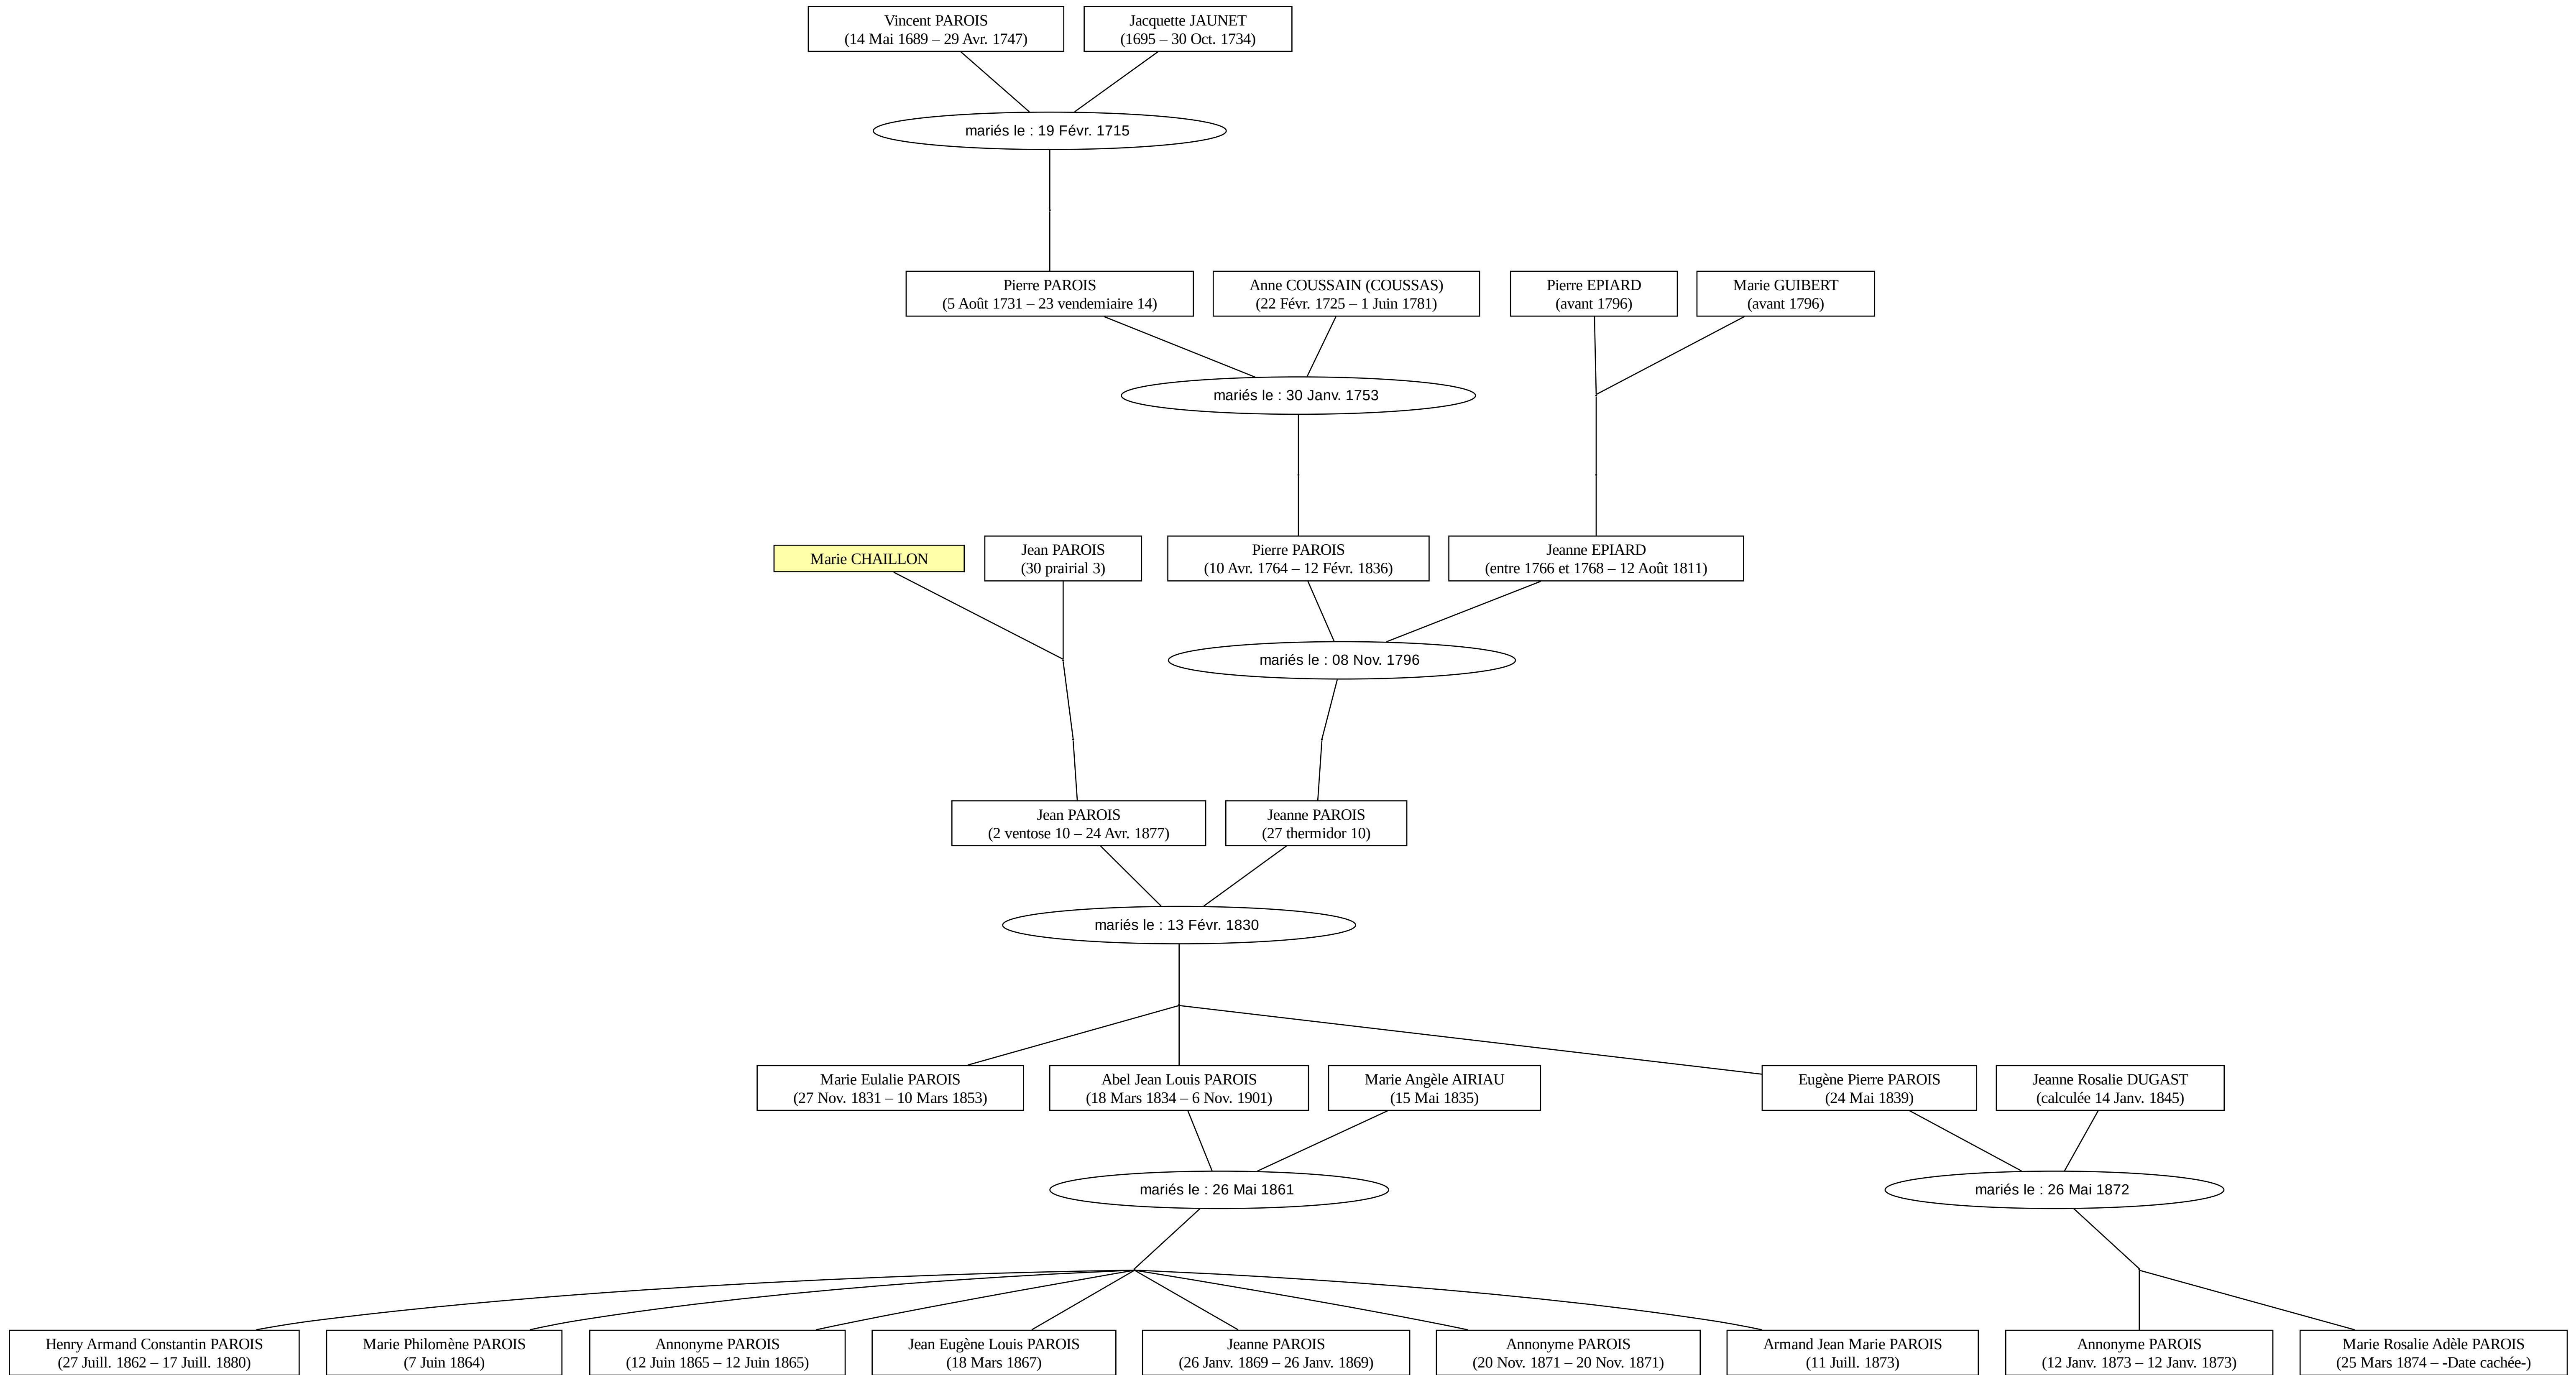 Vincent PAROIS
(14 Mai 1689 – 29 Avr. 1747)
Jacquette JAUNET
(1695 – 30 Oct. 1734)
mariés le : 19 Févr. 1715
Pierre PAROIS
(5 Août 1731 – 23 vendemiaire 14)
Anne COUSSAIN (COUSSAS)
(22 Févr. 1725 – 1 Juin 1781)
Pierre EPIARD
(avant 1796)
Marie GUIBERT
(avant 1796)
mariés le : 30 Janv. 1753
Marie CHAILLON
Jean PAROIS
(30 prairial 3)
Pierre PAROIS
(10 Avr. 1764 – 12 Févr. 1836)
Jeanne EPIARD
(entre 1766 et 1768 – 12 Août 1811)
mariés le : 08 Nov. 1796
Jean PAROIS
(2 ventose 10 – 24 Avr. 1877)
Jeanne PAROIS
(27 thermidor 10)
mariés le : 13 Févr. 1830
Marie Eulalie PAROIS
(27 Nov. 1831 – 10 Mars 1853)
Abel Jean Louis PAROIS
(18 Mars 1834 – 6 Nov. 1901)
Marie Angèle AIRIAU
(15 Mai 1835)
Eugène Pierre PAROIS
(24 Mai 1839)
Jeanne Rosalie DUGAST
(calculée 14 Janv. 1845)
mariés le : 26 Mai 1861
mariés le : 26 Mai 1872
Henry Armand Constantin PAROIS
(27 Juill. 1862 – 17 Juill. 1880)
Marie Philomène PAROIS
(7 Juin 1864)
Annonyme PAROIS
(12 Juin 1865 – 12 Juin 1865)
Jean Eugène Louis PAROIS
(18 Mars 1867)
Jeanne PAROIS
(26 Janv. 1869 – 26 Janv. 1869)
Annonyme PAROIS
(20 Nov. 1871 – 20 Nov. 1871)
Armand Jean Marie PAROIS
(11 Juill. 1873)
Annonyme PAROIS
(12 Janv. 1873 – 12 Janv. 1873)
Marie Rosalie Adèle PAROIS
(25 Mars 1874 – -Date cachée-)